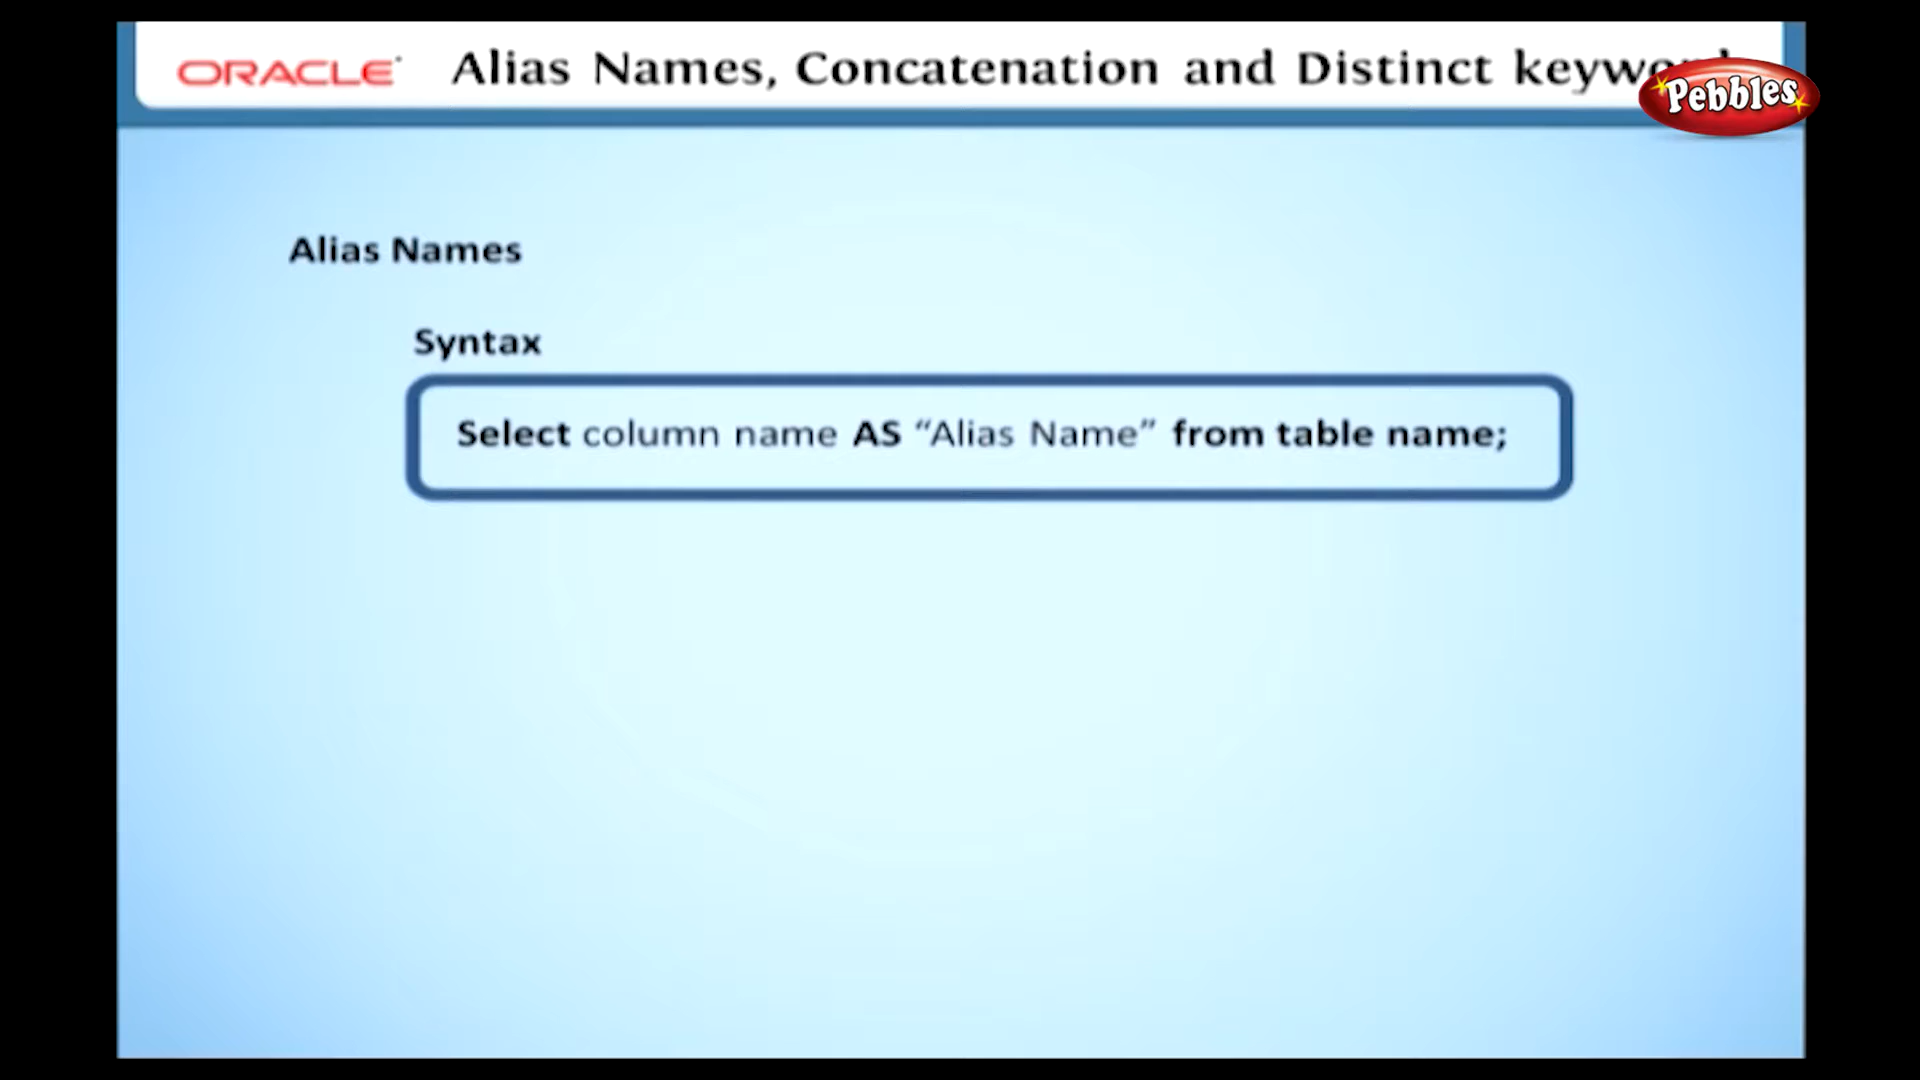 ORACLE Alias Names, Concatenation and Distinct
Pebbles
Alias Names
Syntax
Select column name AS “Alias Name” from table name;